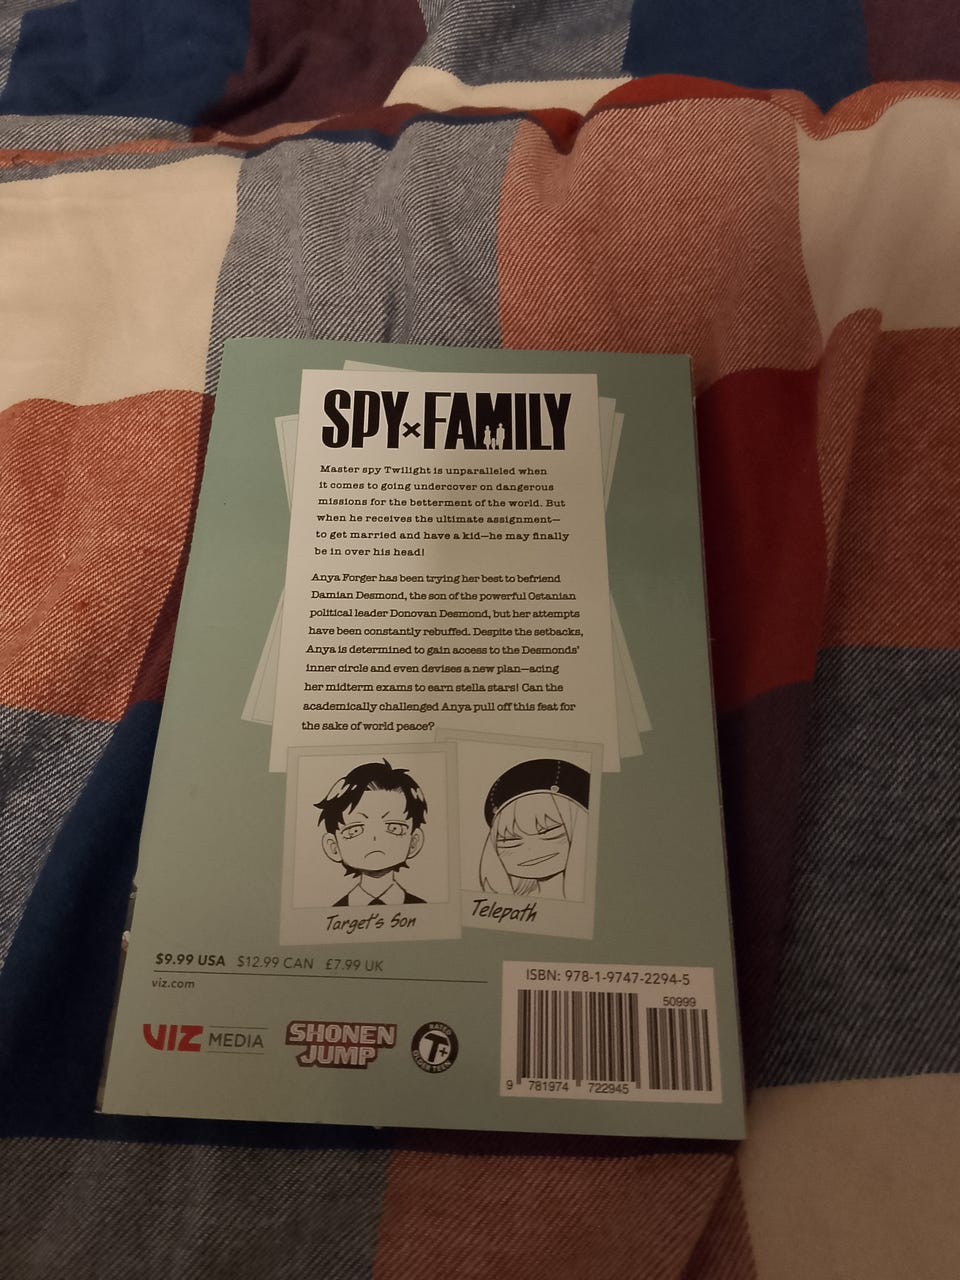 SPY×FAMILY
Master spy Twilight is unparalleled when
it comes to going undercover on dangerous
missions for the betterment of the world. But
when he receives the ultimate assignment—
to get married and have a kid—he may finally
be in over his head!
Anya Forger has been trying her best to befriend
Damian Desmond, the son of the powerful Ostanian
political leader Donovan Desmond, but her attempts
have been constantly rebuffed. Despite the setbacks,
Anya is determined to gain access to the Desmonds'
inner circle and even devises a new plan—acing
her midterm exams to earn stella stars! Can the
academically challenged Anya pull off this feat for
the sake of world peace?
Target's Son
Telepath
$9.99 USA $12.99 CAN £7.99 UK
viz.com
VIZ MEDIA
SHONEN
JUMP
RATED
T+
OLDER TEEN
ISBN: 978-1-9747-2294-5
50999
9 781974 722945